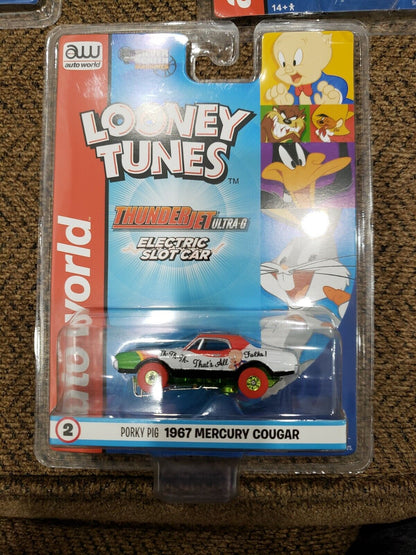 14+
aw
auto world
LOONEY
TUNES
TM
THUNDERJET ULTRA-G
ELECTRIC
SLOT CAR
auto world
Th-Th-Th- That's All Folks!
2 PORKY PIG 1967 MERCURY COUGAR